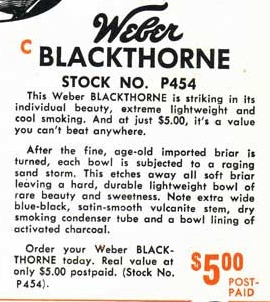 Weber
C BLACKTHORNE
STOCK NO. P454
This Weber BLACKTHORNE is striking in its
individual beauty, extreme lightweight and
cool smoking. And at just $5.00, it's a value
you can't beat anywhere.
After the fine, age-old imported briar is
turned, each bowl is subjected to a raging
sand storm. This etches away all soft briar
leaving a hard, durable lightweight bowl of
rare beauty and sweetness. Note extra wide
blue-black, satin-smooth vulcanite stem, dry
smoking condenser tube and a bowl lining of
activated charcoal.
Order your Weber BLACK-
THORNE today. Real value at
only $5.00 postpaid. (Stock No.
P454).
$5.00
POST-
PAID